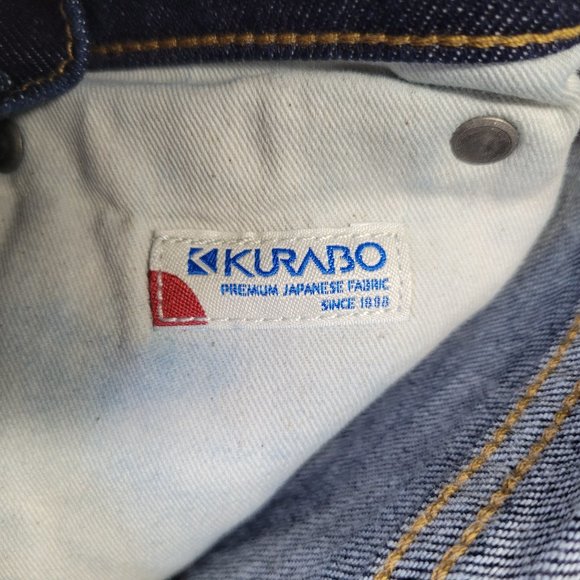 KURABO
PREMIUM JAPANESE FABRIC
SINCE 1888